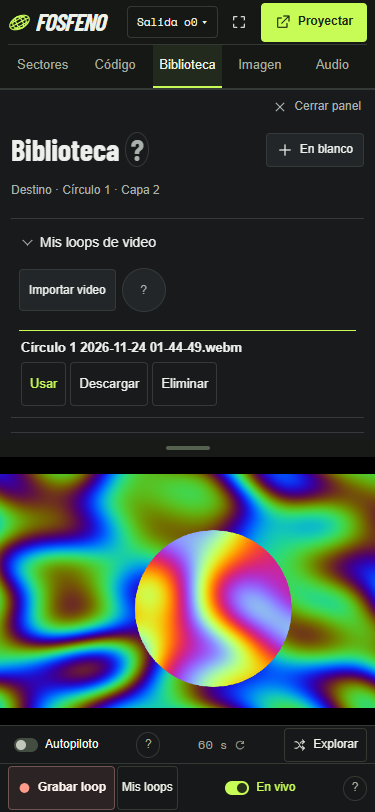 FOSFENO
Salida o0
Proyectar
Sectores
Código
Biblioteca
Imagen
Audio
Cerrar panel
Biblioteca ?
En blanco
Destino · Círculo 1 · Capa 2
Mis loops de video
Importar video
?
Circulo 1 2026-11-24 01-44-49.webm
Usar
Descargar
Eliminar
Autopiloto
?
60 s
Explorar
Grabar loop
Mis loops
En vivo
?